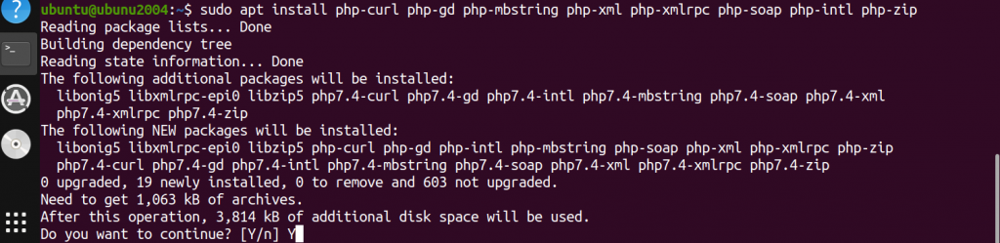 ubuntu@ubunu2004:~$ sudo apt install php-curl php-gd php-mbstring php-xml php-xmlrpc php-soap php-intl php-zip
Reading package lists... Done
Building dependency tree
Reading state information... Done
The following additional packages will be installed:
libonig5 libxmlrpc-epi0 libzip5 php7.4-curl php7.4-gd php7.4-intl php7.4-mbstring php7.4-soap php7.4-xml
php7.4-xmlrpc php7.4-zip
The following NEW packages will be installed:
libonig5 libxmlrpc-epi0 libzip5 php-curl php-gd php-intl php-mbstring php-soap php-xml php-xmlrpc php-zip
php7.4-curl php7.4-gd php7.4-intl php7.4-mbstring php7.4-soap php7.4-xml php7.4-xmlrpc php7.4-zip
0 upgraded, 19 newly installed, 0 to remove and 603 not upgraded.
Need to get 1,063 kB of archives.
After this operation, 3,814 kB of additional disk space will be used.
Do you want to continue? [Y/n] Y